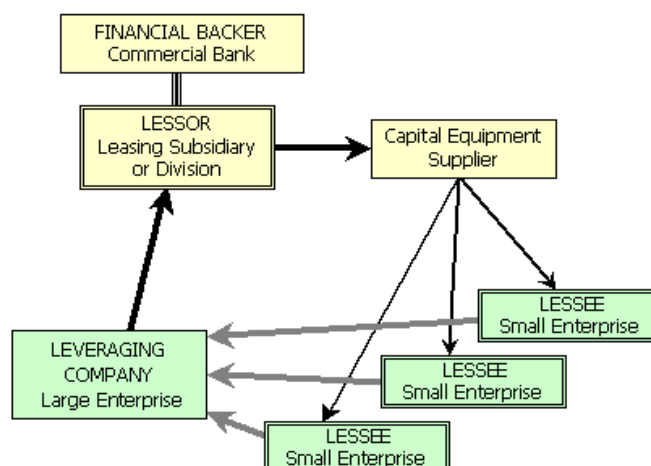 FINANCIAL BACKER
Commercial Bank
LESSOR
Leasing Subsidiary
or Division
Capital Equipment
Supplier
LESSEE
Small Enterprise
LEVERAGING
COMPANY
Large Enterprise
LESSEE
Small Enterprise
LESSEE
Small Enterprise